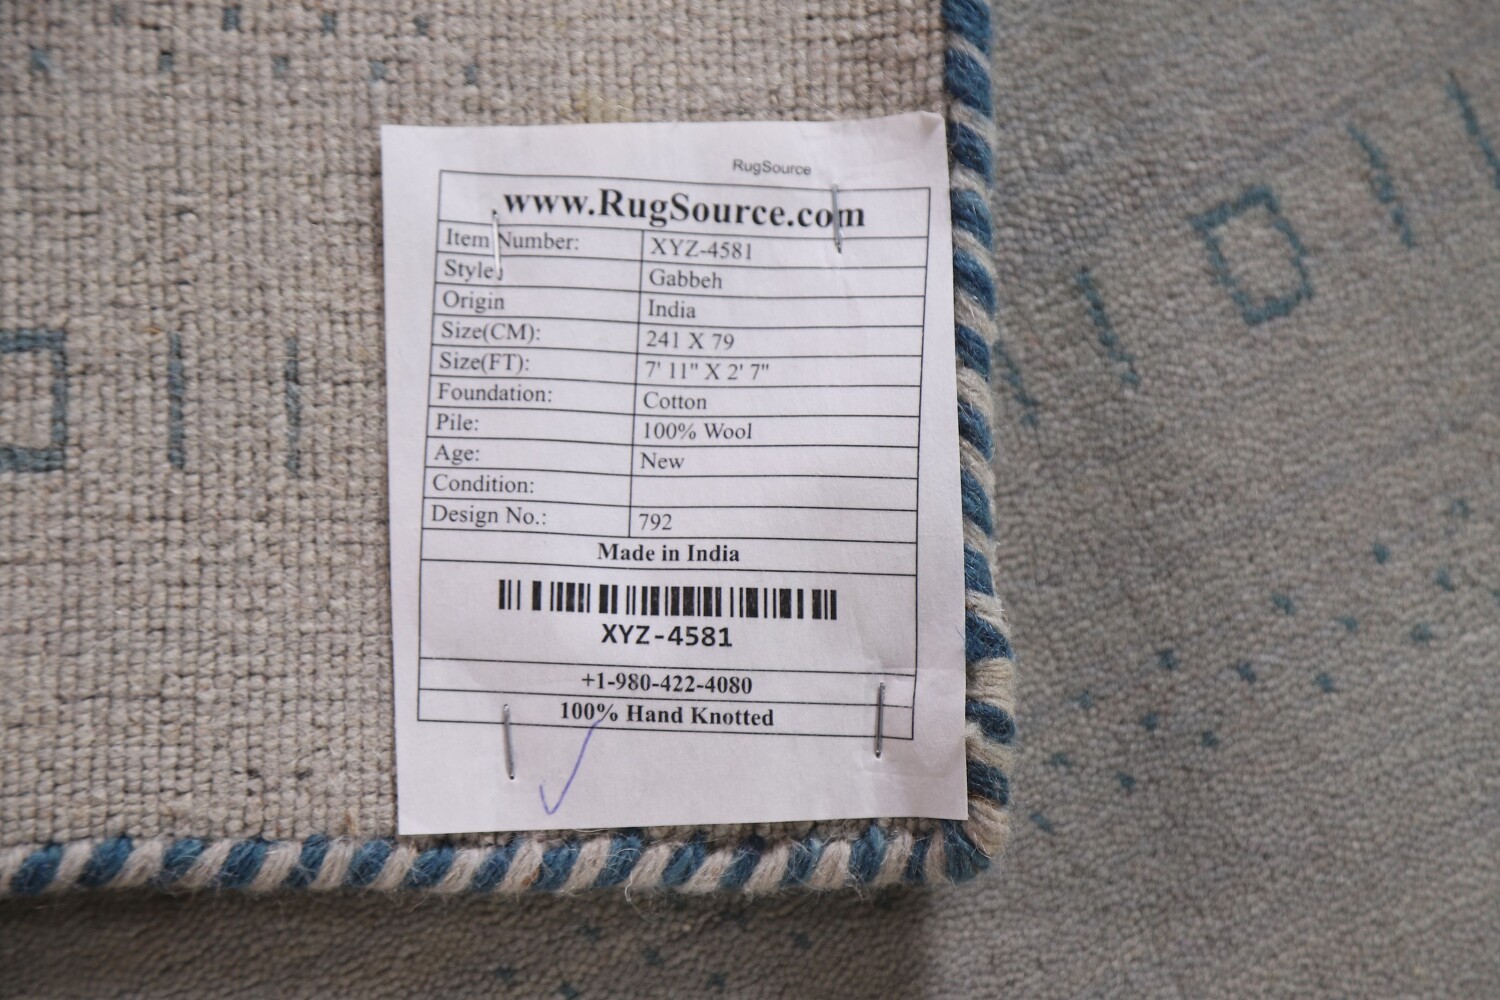 RugSource
www.RugSource.com
Item Number: XYZ-4581
Style: Gabbeh
Origin India
Size(CM): 241 X 79
Size(FT): 7' 11" X 2' 7"
Foundation: Cotton
Pile: 100% Wool
Age: New
Condition:
Design No.: 792
Made in India
XYZ-4581
+1-980-422-4080
100% Hand Knotted